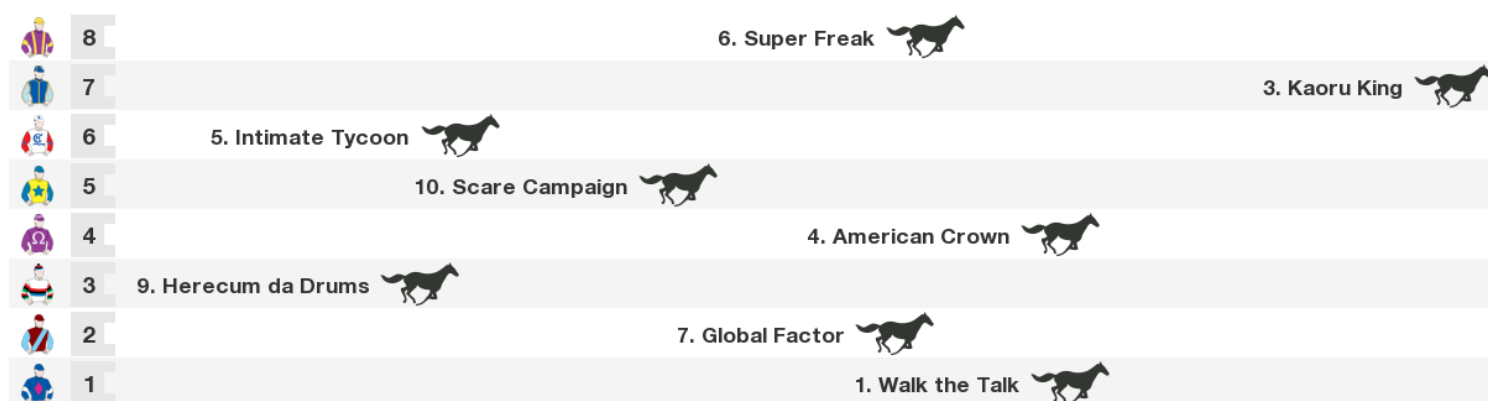 8 6. Super Freak
7 3. Kaoru King
6 5. Intimate Tycoon
5 10. Scare Campaign
4 4. American Crown
3 9. Herecum da Drums
2 7. Global Factor
1 1. Walk the Talk